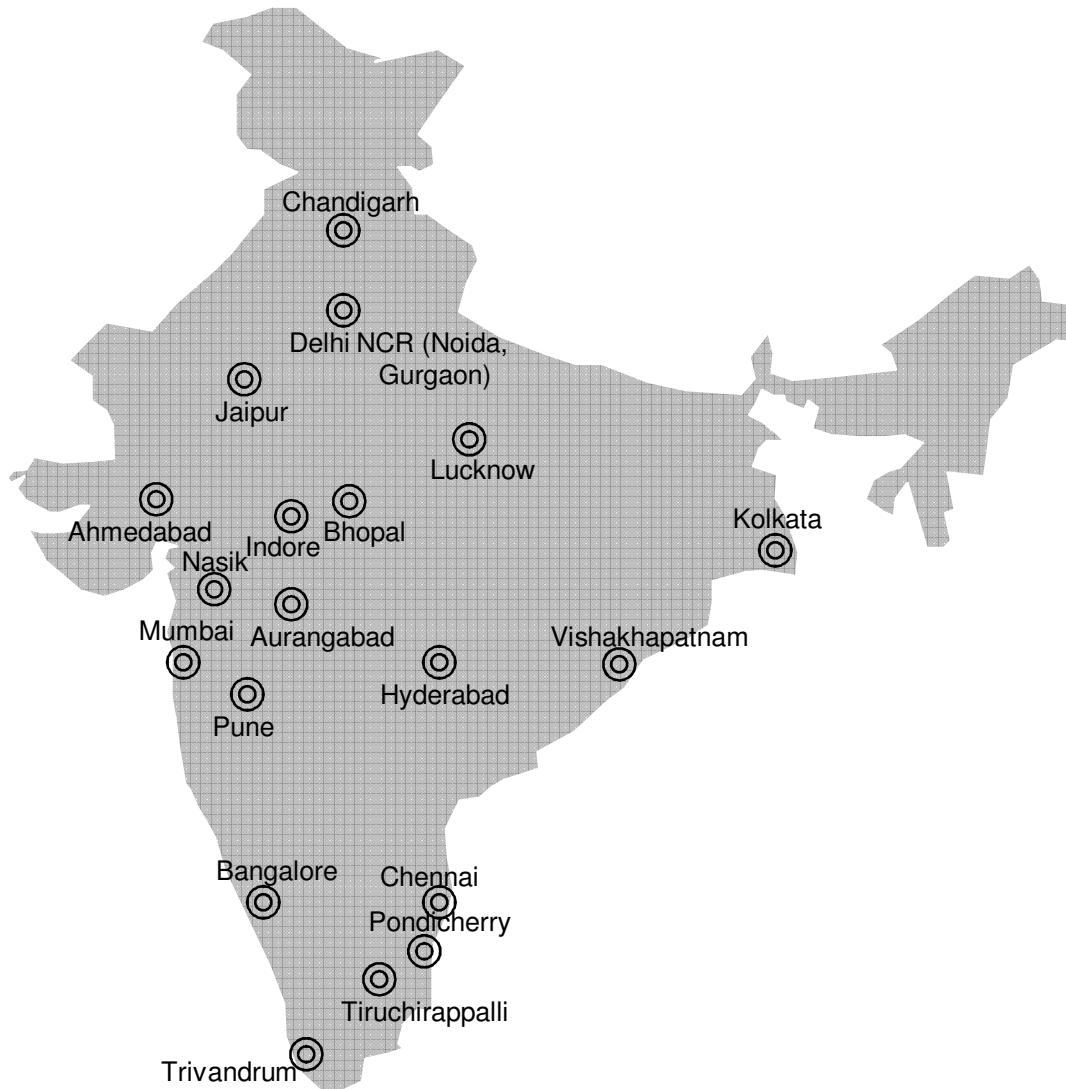 Chandigarh
Delhi NCR (Noida,
Gurgaon)
Jaipur
Lucknow
Ahmedabad
Indore
Bhopal
Kolkata
Nasik
Mumbai
Aurangabad
Vishakhapatnam
Hyderabad
Pune
Bangalore
Chennai
Pondicherry
Tiruchirappalli
Trivandrum